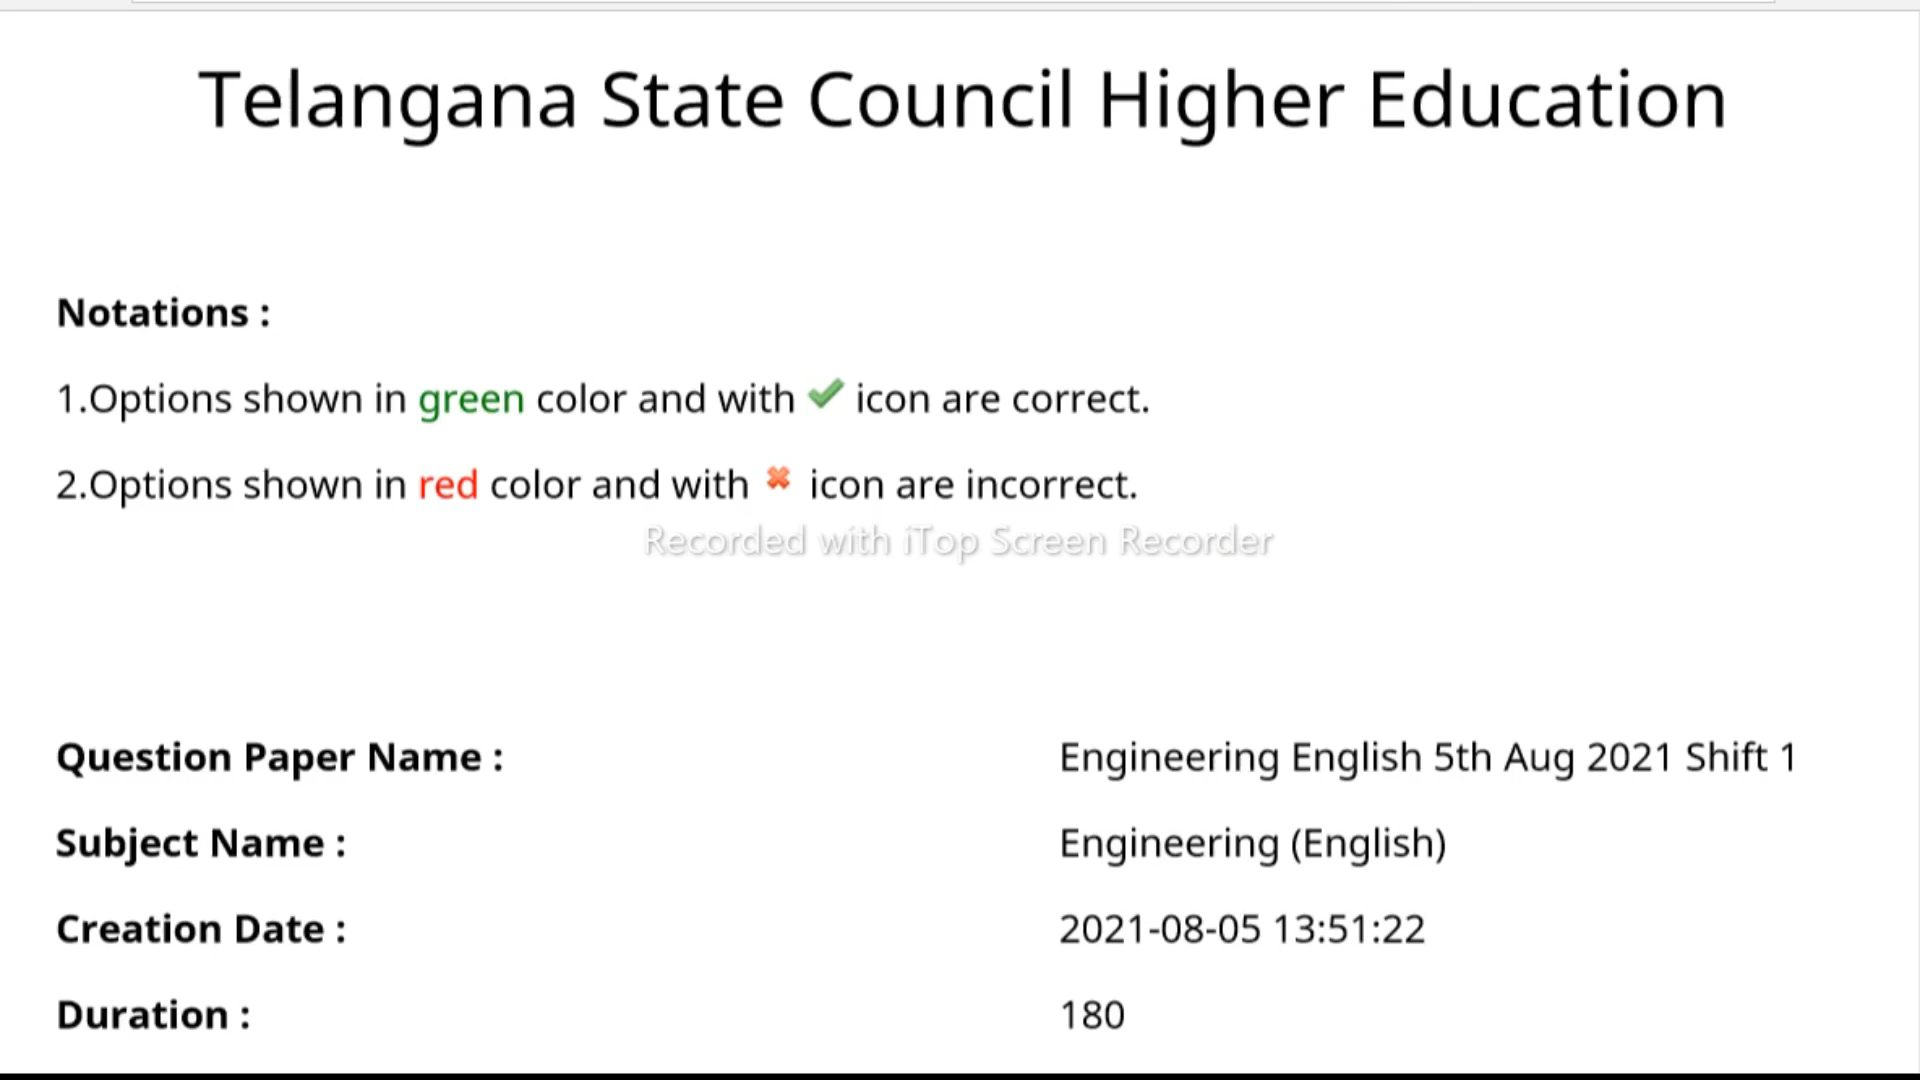 Telangana State Council Higher Education
Notations :
1.Options shown in green color and with ✔ icon are correct.
2.Options shown in red color and with ✖ icon are incorrect.
Recorded with iTop Screen Recorder
Question Paper Name : Engineering English 5th Aug 2021 Shift 1
Subject Name : Engineering (English)
Creation Date : 2021-08-05 13:51:22
Duration : 180